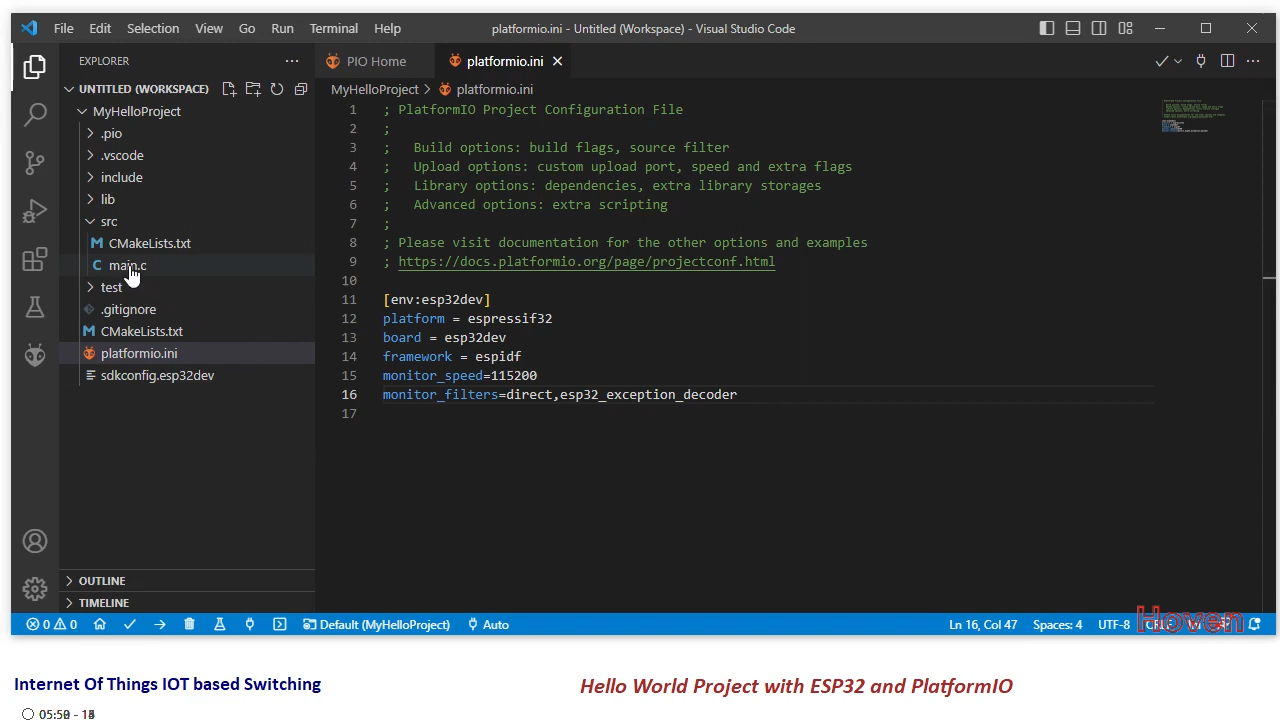 File Edit Selection View Go Run Terminal Help
platformio.ini - Untitled (Workspace) - Visual Studio Code
EXPLORER
UNTITLED (WORKSPACE)
MyHelloProject
.pio
.vscode
include
lib
src
CMakeLists.txt
main.c
test
.gitignore
CMakeLists.txt
platformio.ini
sdkconfig.esp32dev
OUTLINE
TIMELINE
PIO Home
platformio.ini
MyHelloProject > platformio.ini
1 ; PlatformIO Project Configuration File
2 ;
3 ;   Build options: build flags, source filter
4 ;   Upload options: custom upload port, speed and extra flags
5 ;   Library options: dependencies, extra library storages
6 ;   Advanced options: extra scripting
7 ;
8 ; Please visit documentation for the other options and examples
9 ; https://docs.platformio.org/page/projectconf.html
10
11 [env:esp32dev]
12 platform = espressif32
13 board = esp32dev
14 framework = espidf
15 monitor_speed=115200
16 monitor_filters=direct,esp32_exception_decoder
17
0 0 Default (MyHelloProject) Auto
Ln 16, Col 47 Spaces: 4 UTF-8
Hoven
Internet Of Things IOT based Switching
Hello World Project with ESP32 and PlatformIO